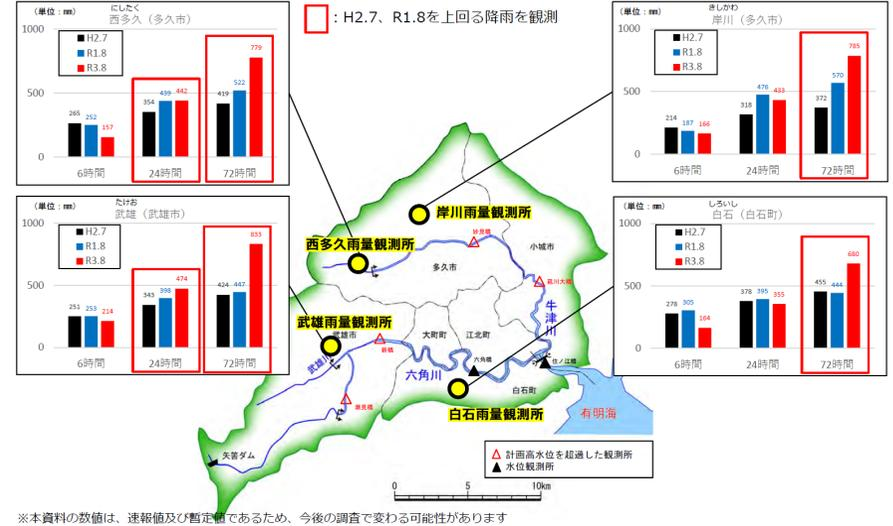 □：H2.7、R1.8を上回る降雨を観測
（単位：㎜）
にしたく
西多久（多久市）
H2.7
R1.8
R3.8
1000
500
0
265 252 157
354 439 442
419 522 779
6時間 24時間 72時間
（単位：㎜）
きしかわ
岸川（多久市）
H2.7
R1.8
R3.8
1000
500
0
214 187 166
318 476 433
372 570 785
6時間 24時間 72時間
（単位：㎜）
たけお
武雄（武雄市）
H2.7
R1.8
R3.8
1000
500
0
251 253 214
343 398 474
424 447 833
6時間 24時間 72時間
（単位：㎜）
しろいし
白石（白石町）
H2.7
R1.8
R3.8
1000
500
0
278 305 164
378 395 355
455 444 680
6時間 24時間 72時間
岸川雨量観測所
妙見橋
西多久雨量観測所
小城市
多久市
牛津川
武雄雨量観測所
武雄市
大町町
江北町
新橋
武雄川
六角橋
住ノ江橋
六角川
白石町
潮見橋
白石雨量観測所
有明海
矢筈ダム
計画高水位を超過した観測所
水位観測所
0 5 10km
※本資料の数値は、速報値及び暫定値であるため、今後の調査で変わる可能性があります